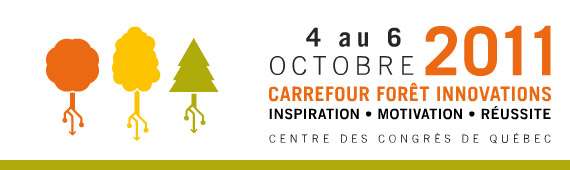 4 au 6
OCTOBRE 2011
CARREFOUR FORÊT INNOVATIONS
INSPIRATION • MOTIVATION • RÉUSSITE
CENTRE DES CONGRÈS DE QUÉBEC